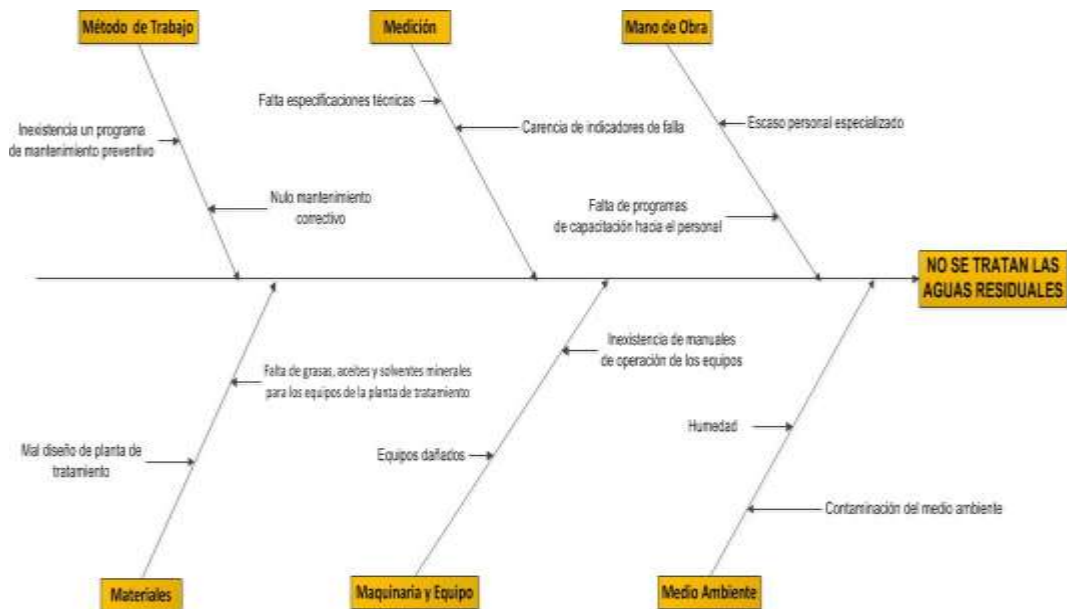 Método de Trabajo
Medición
Mano de Obra
Falta especificaciones técnicas
Carencia de indicadores de falla
Escaso personal especializado
Inexistencia un programa
de mantenimiento preventivo
Nulo mantenimiento
correctivo
Falta de programas
de capacitación hacia el personal
NO SE TRATAN LAS
AGUAS RESIDUALES
Inexistencia de manuales
de operación de los equipos
Falta de grasas, aceites y solventes minerales
para los equipos de la planta de tratamiento
Humedad
Mal diseño de planta de
tratamiento
Equipos dañados
Contaminación del medio ambiente
Materiales
Maquinaria y Equipo
Medio Ambiente